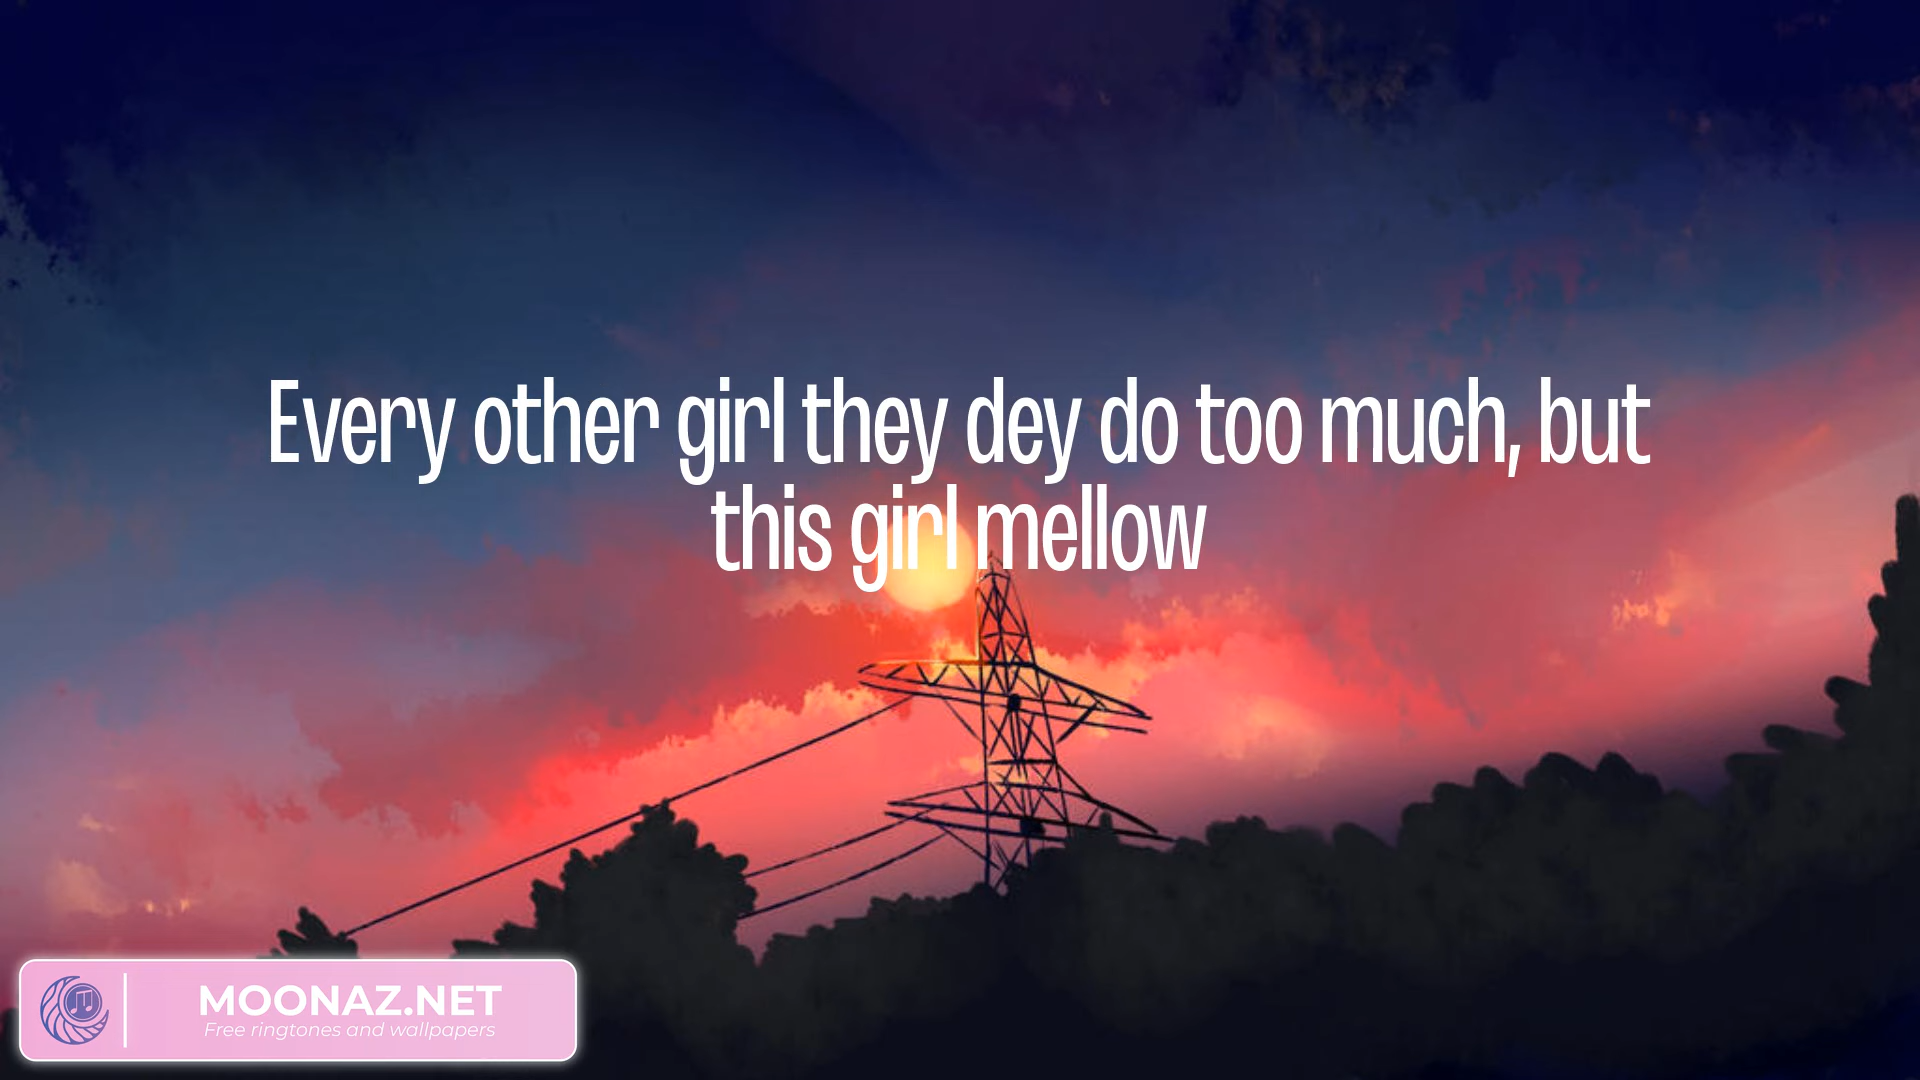 Every other girl they dey do too much, but
this girl mellow
MOONAZ.NET
Free ringtones and wallpapers